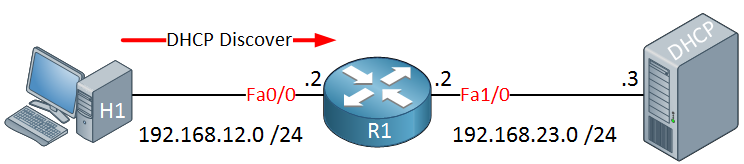 DHCP Discover
DHCP
H1
Fa0/0
.2
R1
.2
Fa1/0
.3
192.168.12.0 /24
192.168.23.0 /24